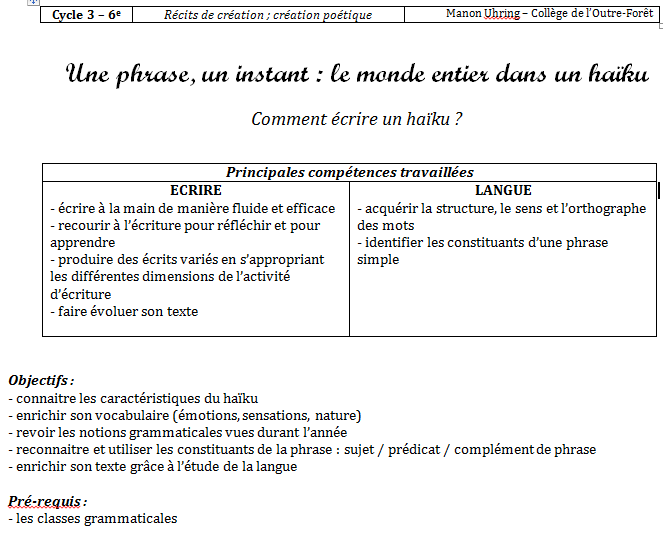 Cycle 3 – 6e
Récits de création ; création poétique
Manon Uhring – Collège de l'Outre-Forêt
Une phrase, un instant : le monde entier dans un haïku
Comment écrire un haïku ?
Principales compétences travaillées
ECRIRE
- écrire à la main de manière fluide et efficace
- recourir à l'écriture pour réfléchir et pour
apprendre
- produire des écrits variés en s'appropriant
les différentes dimensions de l'activité
d'écriture
- faire évoluer son texte
LANGUE
- acquérir la structure, le sens et l'orthographe
des mots
- identifier les constituants d'une phrase
simple
Objectifs :
- connaitre les caractéristiques du haïku
- enrichir son vocabulaire (émotions, sensations, nature)
- revoir les notions grammaticales vues durant l'année
- reconnaitre et utiliser les constituants de la phrase : sujet / prédicat / complément de phrase
- enrichir son texte grâce à l'étude de la langue
Pré-requis :
- les classes grammaticales